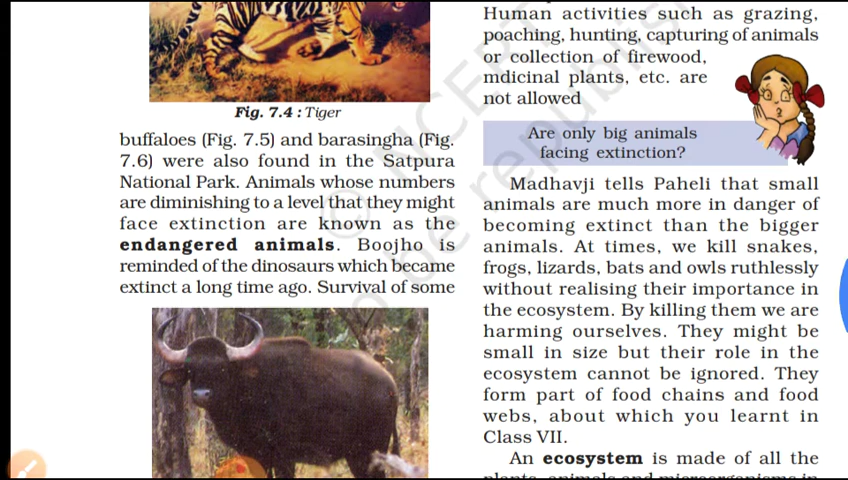 Fig. 7.4 : Tiger
buffaloes (Fig. 7.5) and barasingha (Fig.
7.6) were also found in the Satpura
National Park. Animals whose numbers
are diminishing to a level that they might
face extinction are known as the
endangered animals. Boojho is
reminded of the dinosaurs which became
extinct a long time ago. Survival of some
Human activities such as grazing,
poaching, hunting, capturing of animals
or collection of firewood,
mdicinal plants, etc. are
not allowed
Are only big animals
facing extinction?
Madhavji tells Paheli that small
animals are much more in danger of
becoming extinct than the bigger
animals. At times, we kill snakes,
frogs, lizards, bats and owls ruthlessly
without realising their importance in
the ecosystem. By killing them we are
harming ourselves. They might be
small in size but their role in the
ecosystem cannot be ignored. They
form part of food chains and food
webs, about which you learnt in
Class VII.
An ecosystem is made of all the
plants, animals and microorganisms in
© NCERT
be republish